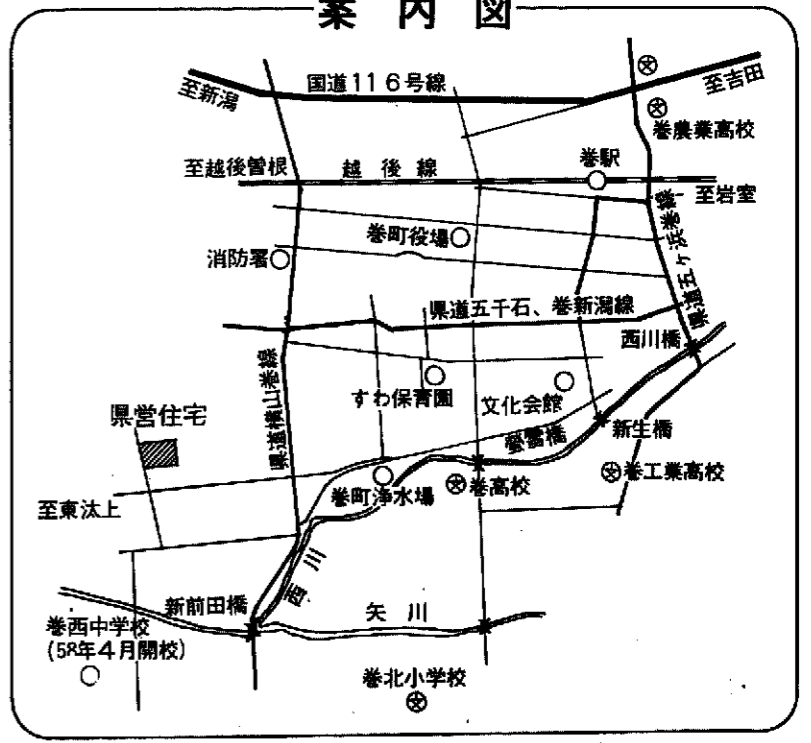 案内図
国道116号線
至新潟
至吉田
巻農業高校
至越後曽根
越後線
巻駅
至岩室
巻町役場
消防署
県道五ヶ浜巻線
県道五千石、巻新潟線
西川橋
すわ保育園
文化会館
県営住宅
県道横山巻線
新生橋
巻町浄水場
巻高校
巻工業高校
至東汰上
西川
新前田橋
矢川
巻西中学校
(58年4月開校)
巻北小学校